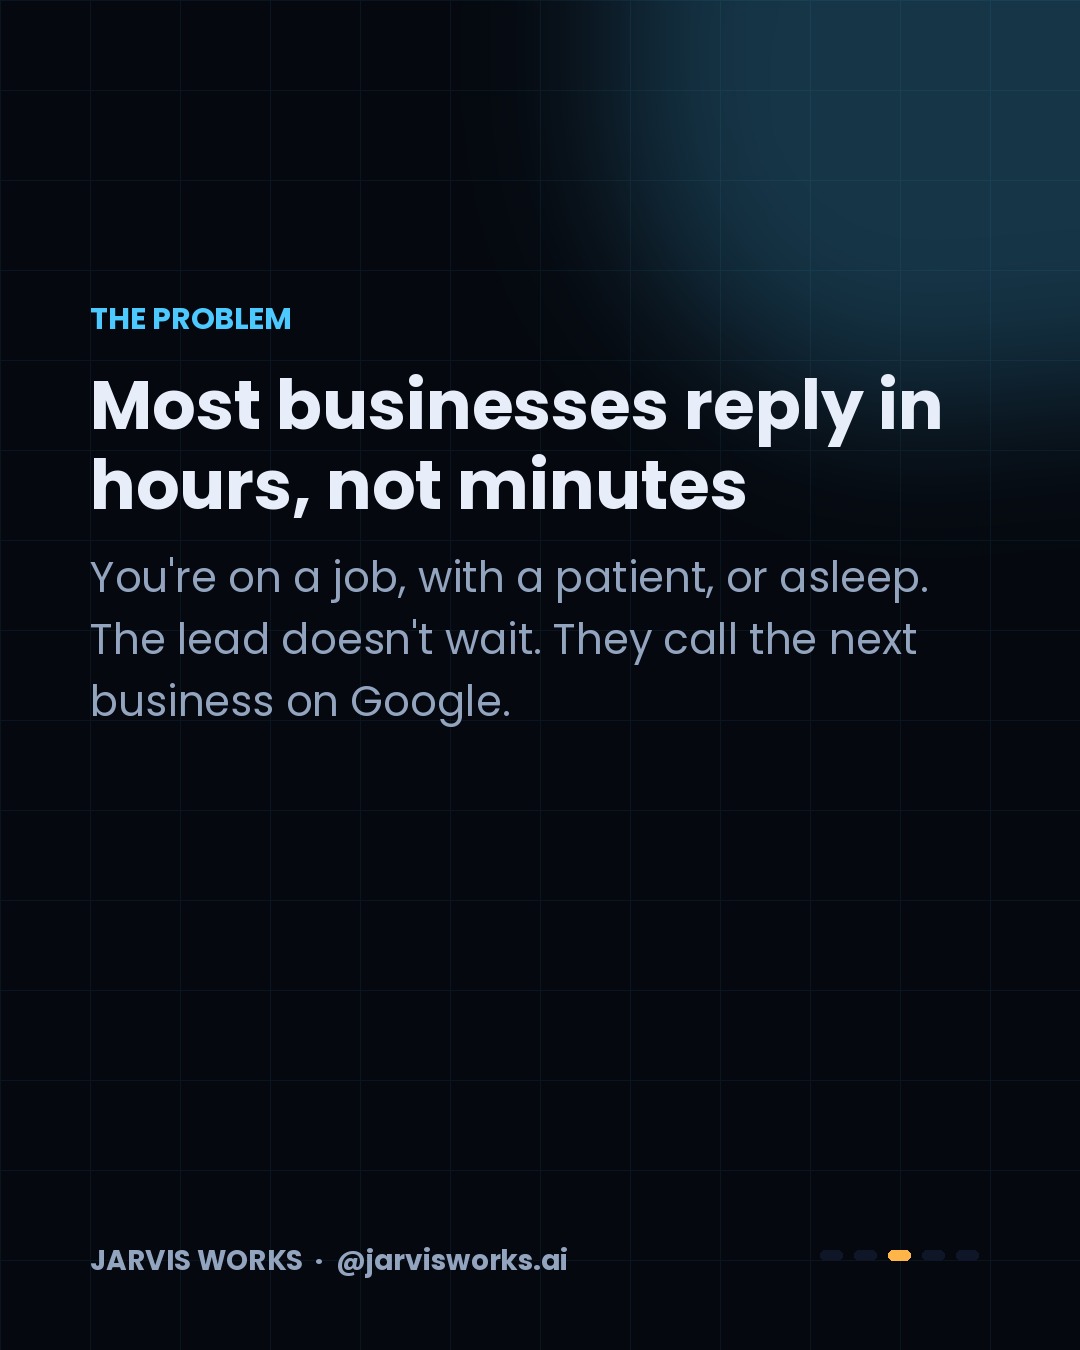 THE PROBLEM
Most businesses reply in
hours, not minutes
You're on a job, with a patient, or asleep.
The lead doesn't wait. They call the next
business on Google.
JARVIS WORKS · @jarvisworks.ai